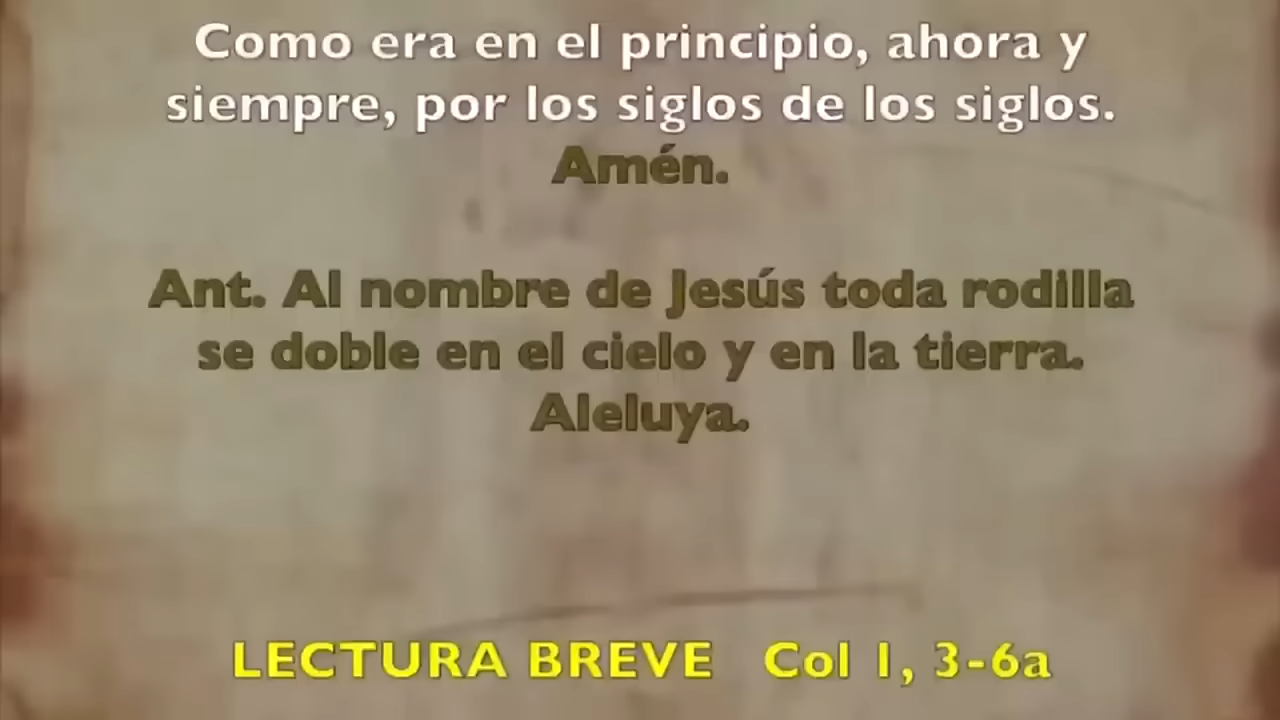 Como era en el principio, ahora y
siempre, por los siglos de los siglos.
Amén.
Ant. Al nombre de Jesús toda rodilla
se doble en el cielo y en la tierra.
Aleluya.
LECTURA BREVE Col 1, 3-6a